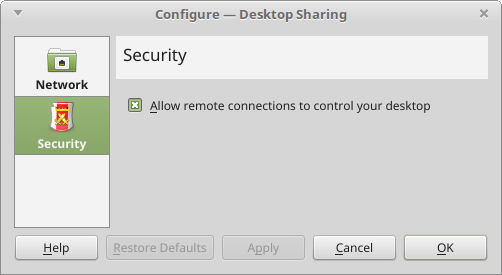 Configure — Desktop Sharing
Network
Security
Security
Allow remote connections to control your desktop
Help
Restore Defaults
Apply
Cancel
OK